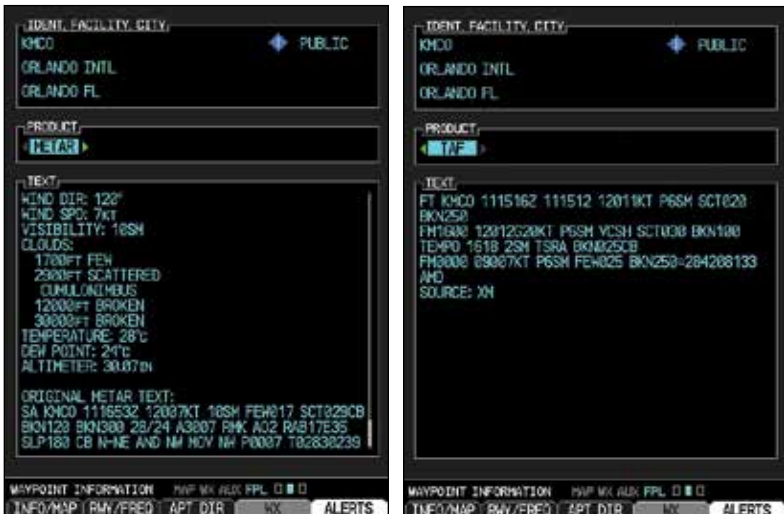 IDENT, FACILITY, CITY
KMCO PUBLIC
ORLANDO INTL
ORLANDO FL
PRODUCT
METAR
TEXT
WIND DIR: 120°
WIND SPD: 7KT
VISIBILITY: 10SM
CLOUDS:
1700FT FEW
2900FT SCATTERED
CUMULONIMBUS
12000FT BROKEN
30000FT BROKEN
TEMPERATURE: 28°C
DEW POINT: 24°C
ALTIMETER: 30.07IN
ORIGINAL METAR TEXT:
SA KMCO 111653Z 12007KT 10SM FEW017 SCT029CB
BKN120 BKN300 28/24 A3007 RMK AO2 RAB17E35
SLP180 CB N-NE AND NW MOV NW P0007 T02830239
WAYPOINT INFORMATION MAP WX AUX FPL
INFO/MAP RWY/FREQ APT DIR WX ALERTS
IDENT, FACILITY, CITY
KMCO PUBLIC
ORLANDO INTL
ORLANDO FL
PRODUCT
TAF
TEXT
FT KMCO 111516Z 111512 12011KT P6SM SCT020
BKN250
FM1600 12012G20KT P6SM VCSH SCT030 BKN100
TEMPO 1618 2SM TSRA BKN025CB
FM0000 09007KT P6SM FEW025 BKN250=284208133
AMD
SOURCE: XM
WAYPOINT INFORMATION MAP WX AUX FPL
INFO/MAP RWY/FREQ APT DIR WX ALERTS